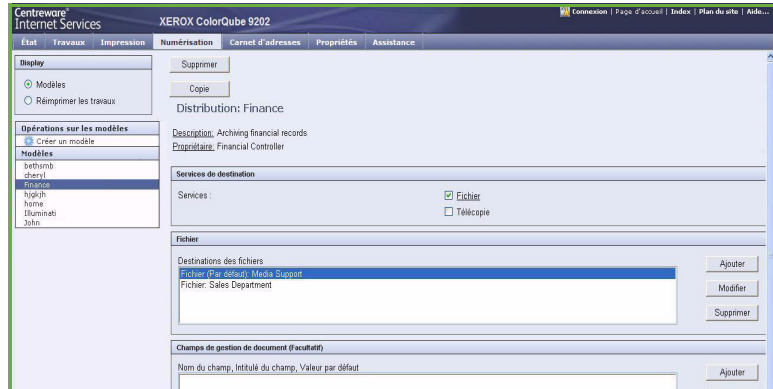 Centreware®
Internet Services
XEROX ColorQube 9202
Connexion | Page d'accueil | Index | Plan du site | Aide...
État Travaux Impression Numérisation Carnet d'adresses Propriétés Assistance
Display
Modèles
Réimprimer les travaux
Opérations sur les modèles
Créer un modèle
Modèles
bethsmb
cheryl
Finance
hjgkjh
home
Illuminati
John
Supprimer
Copie
Distribution: Finance
Description: Archiving financial records
Propriétaire: Financial Controller
Services de destination
Services :
Fichier
Télécopie
Fichier
Destinations des fichiers
Fichier (Par défaut): Media Support
Fichier: Sales Department
Ajouter
Modifier
Supprimer
Champs de gestion de document (Facultatif)
Nom du champ, Intitulé du champ, Valeur par défaut
Ajouter